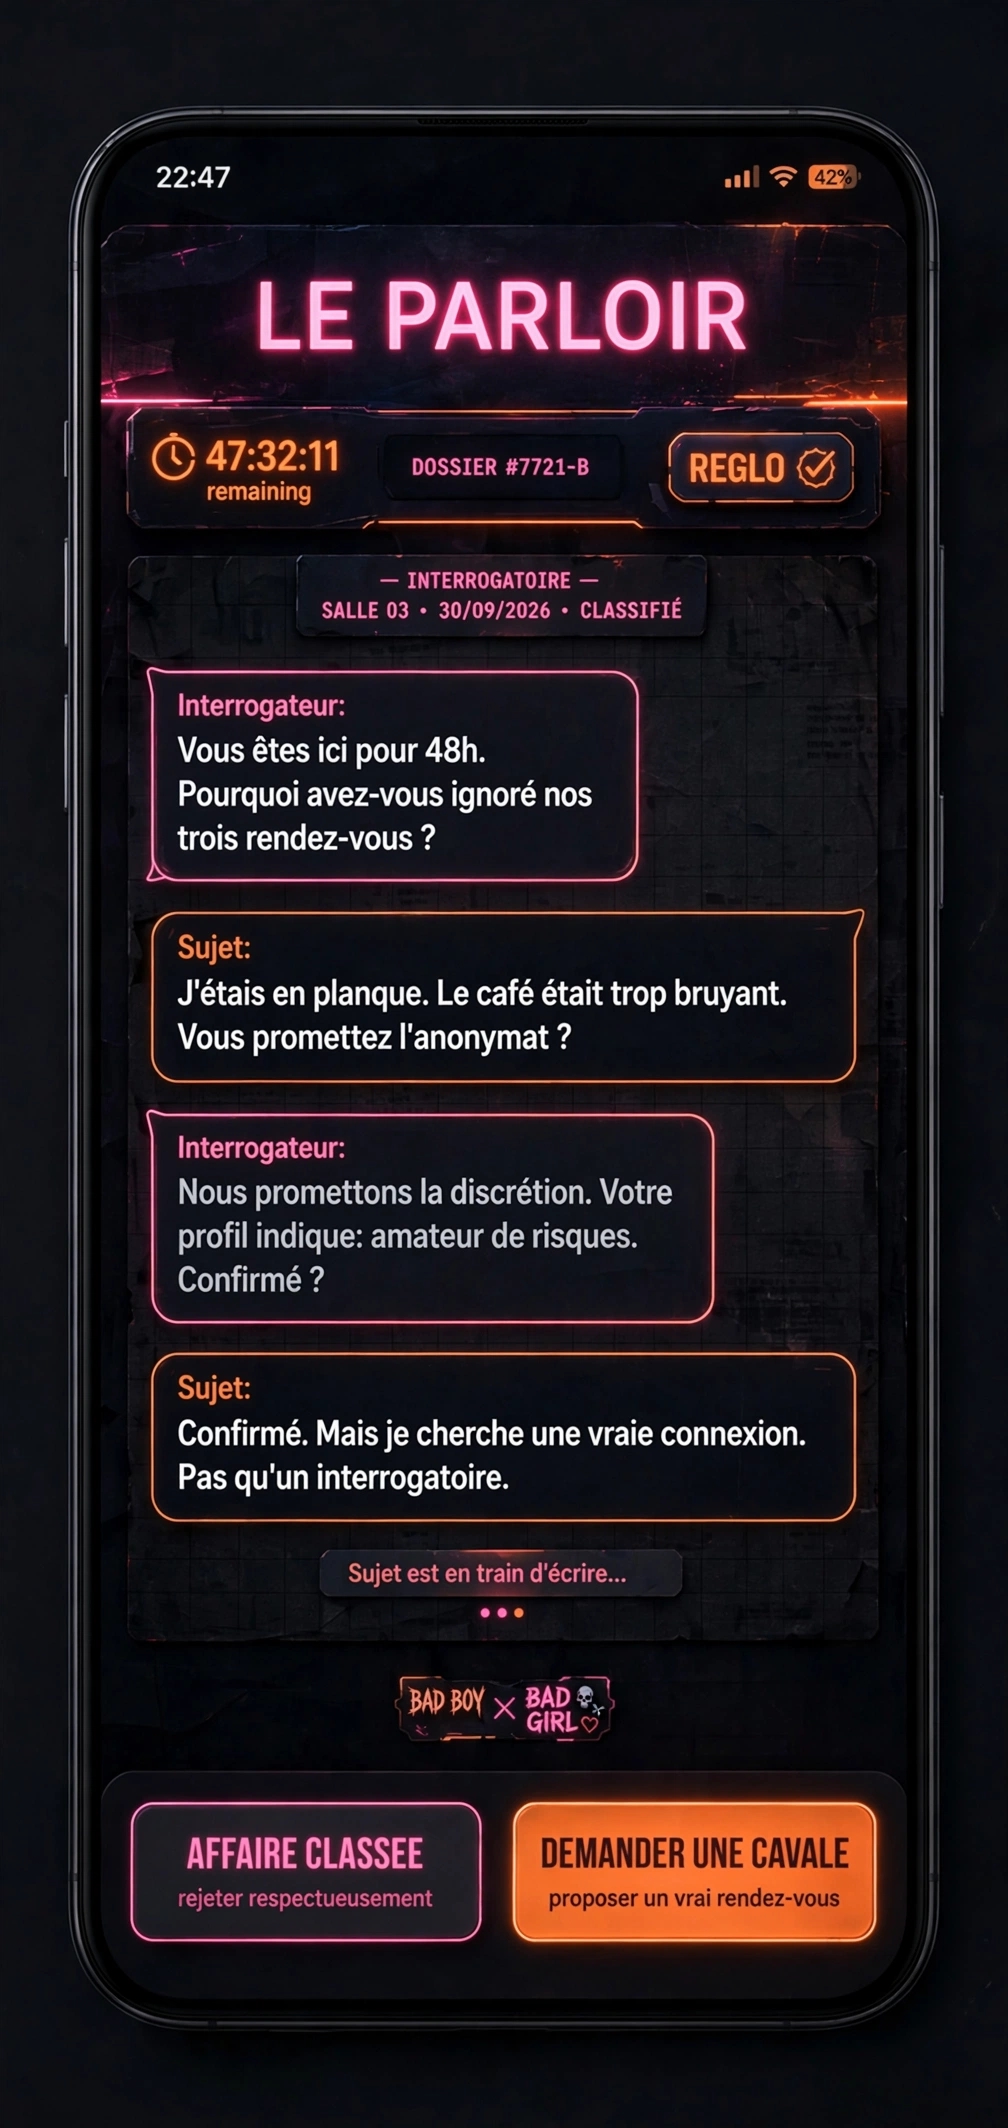 22:47
42%
LE PARLOIR
47:32:11
remaining
DOSSIER #7721-B
REGLO
— INTERROGATOIRE —
SALLE 03 • 30/09/2026 • CLASSIFIÉ
Interrogateur:
Vous êtes ici pour 48h.
Pourquoi avez-vous ignoré nos
trois rendez-vous ?
Sujet:
J'étais en planque. Le café était trop bruyant.
Vous promettez l'anonymat ?
Interrogateur:
Nous promettons la discrétion. Votre
profil indique: amateur de risques.
Confirmé ?
Sujet:
Confirmé. Mais je cherche une vraie connexion.
Pas qu'un interrogatoire.
Sujet est en train d'écrire...
BAD BOY × BAD
GIRL
AFFAIRE CLASSEE
rejeter respectueusement
DEMANDER UNE CAVALE
proposer un vrai rendez-vous